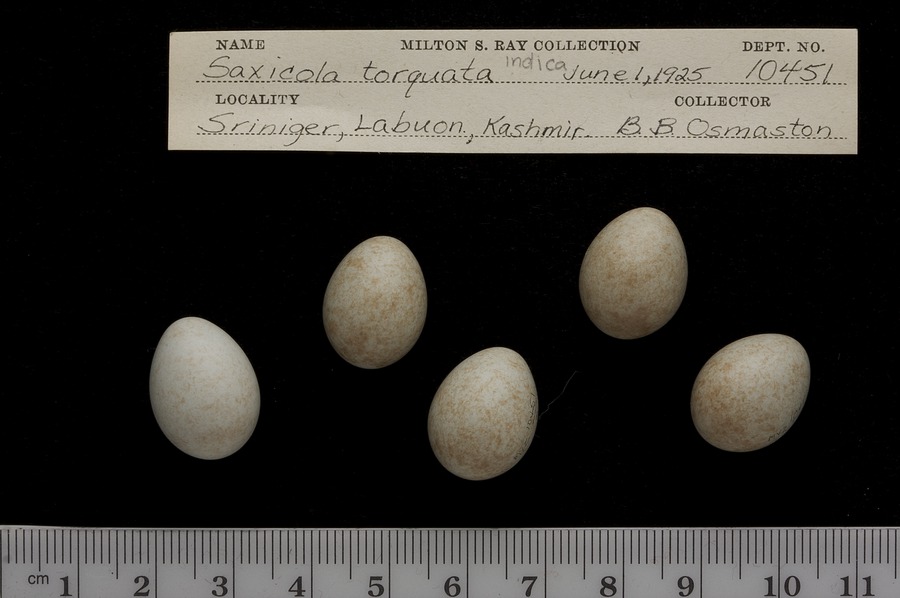 NAME MILTON S. RAY COLLECTION DEPT. NO.
Saxicola torquata indica June 1, 1925 10451
LOCALITY COLLECTOR
Sriniger, Labuon, Kashmir. B. B. Osmaston
cm 1 2 3 4 5 6 7 8 9 10 11